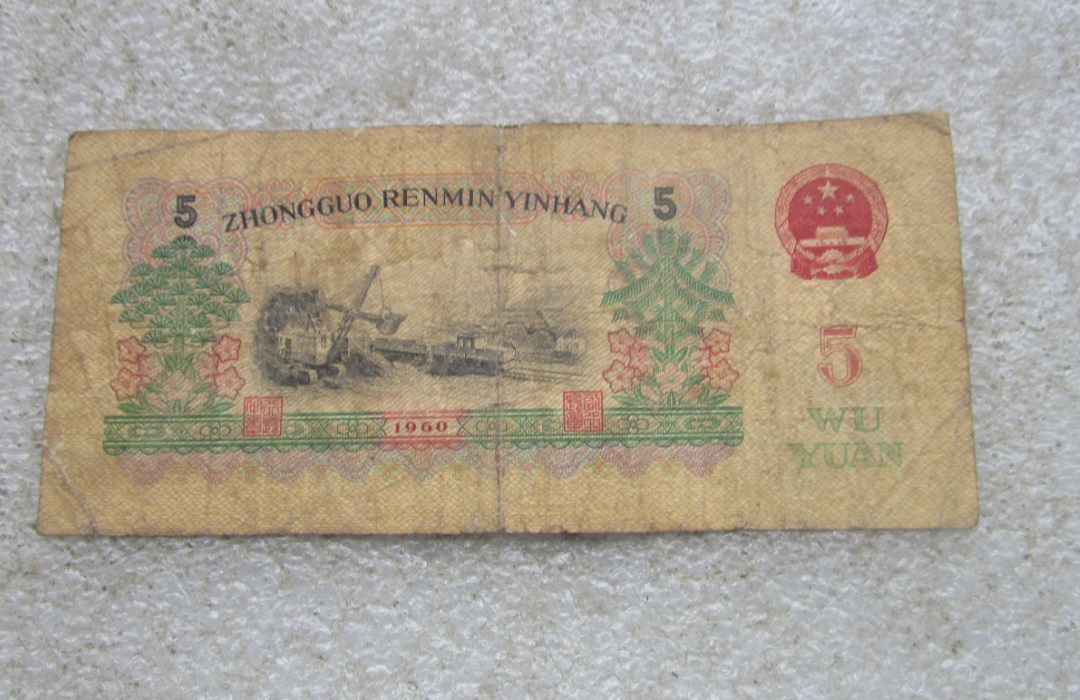 5 ZHONGGUO RENMIN YINHANG 5
1960
5
WU
YUAN